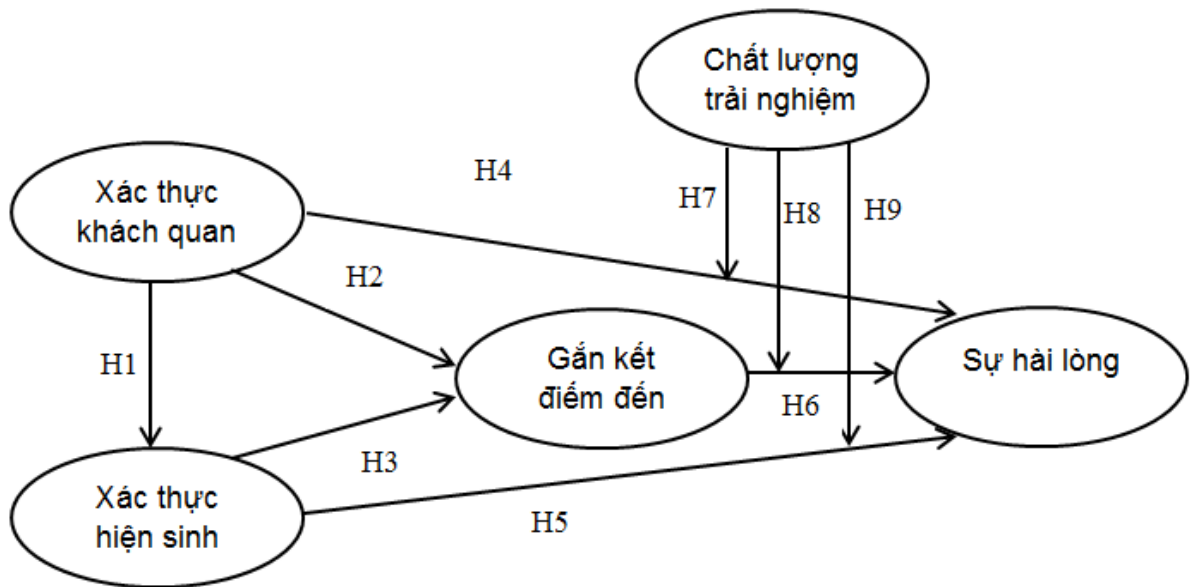 Chất lượng
trải nghiệm
Xác thực
khách quan
H4
H7
H8
H9
H2
H1
Gắn kết
điểm đến
Sự hài lòng
H6
H3
Xác thực
hiện sinh
H5